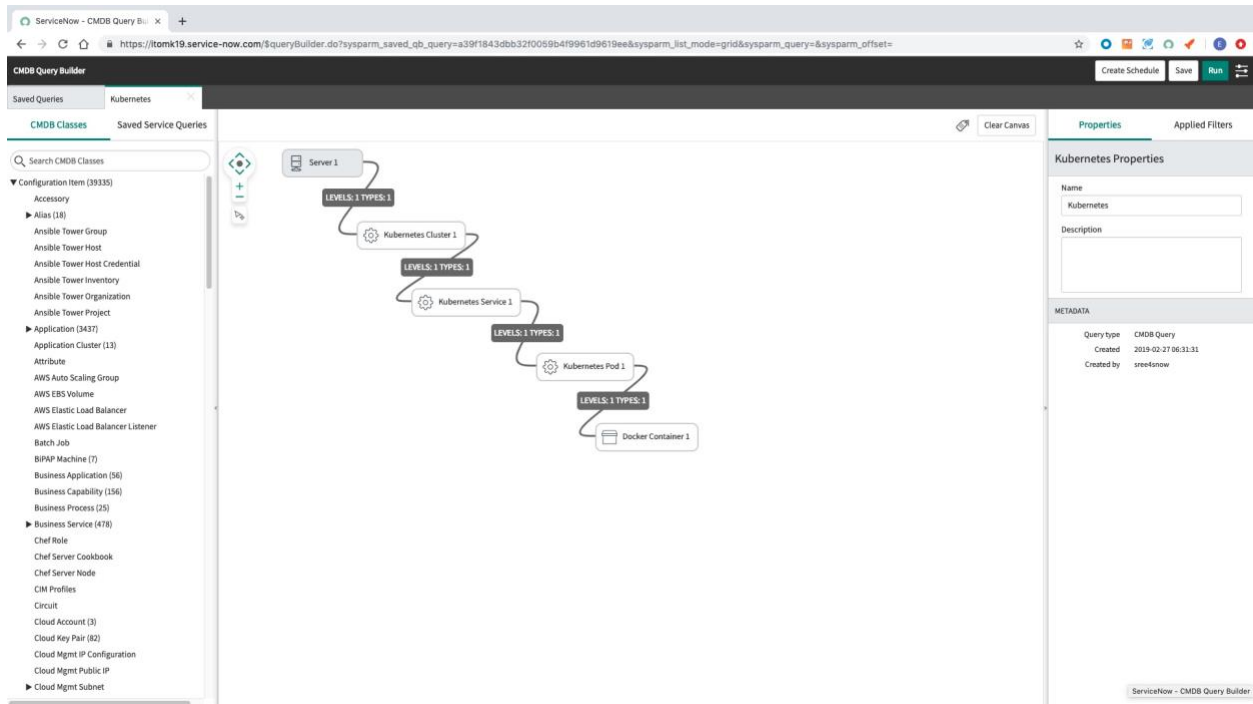 ServiceNow - CMDB Query Bui
https://itomk19.service-now.com/$queryBuilder.do?sysparm_saved_qb_query=a39f1843dbb32f0059b4f9961d9619ee&sysparm_list_mode=grid&sysparm_query=&sysparm_offset=
CMDB Query Builder
Create Schedule
Save
Run
Saved Queries
Kubernetes
CMDB Classes
Saved Service Queries
Search CMDB Classes
Configuration Item (39335)
Accessory
Alias (18)
Ansible Tower Group
Ansible Tower Host
Ansible Tower Host Credential
Ansible Tower Inventory
Ansible Tower Organization
Ansible Tower Project
Application (3437)
Application Cluster (13)
Attribute
AWS Auto Scaling Group
AWS EBS Volume
AWS Elastic Load Balancer
AWS Elastic Load Balancer Listener
Batch Job
BiPAP Machine (7)
Business Application (56)
Business Capability (156)
Business Process (25)
Business Service (478)
Chef Role
Chef Server Cookbook
Chef Server Node
CIM Profiles
Circuit
Cloud Account (3)
Cloud Key Pair (82)
Cloud Mgmt IP Configuration
Cloud Mgmt Public IP
Cloud Mgmt Subnet
Clear Canvas
Server 1
LEVELS: 1 TYPES: 1
Kubernetes Cluster 1
LEVELS: 1 TYPES: 1
Kubernetes Service 1
LEVELS: 1 TYPES: 1
Kubernetes Pod 1
LEVELS: 1 TYPES: 1
Docker Container 1
Properties
Applied Filters
Kubernetes Properties
Name
Kubernetes
Description
METADATA
Query type CMDB Query
Created 2019-02-27 06:31:31
Created by sree4snow
ServiceNow - CMDB Query Builder